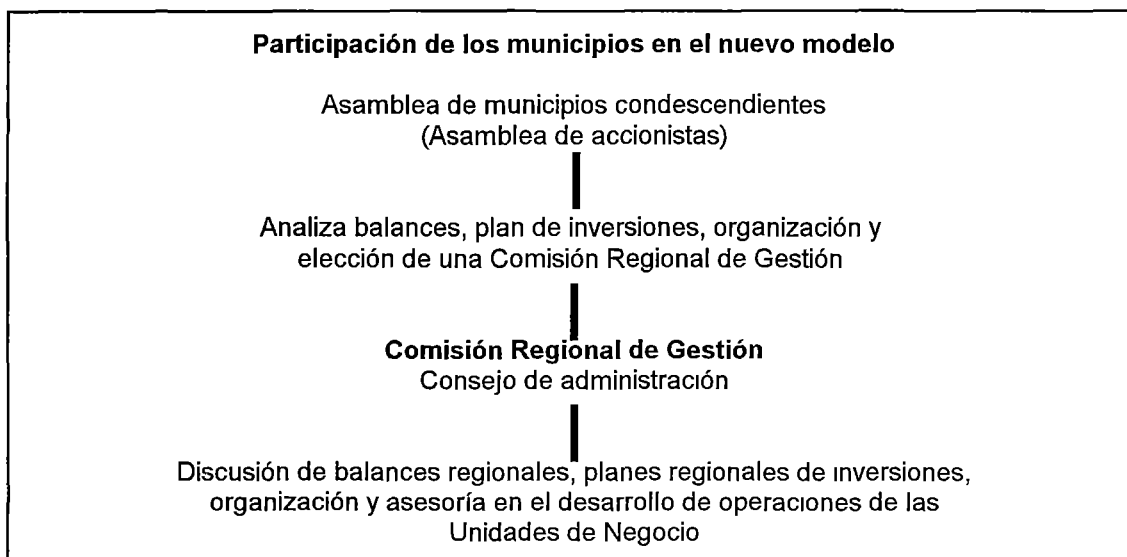 Participación de los municipios en el nuevo modelo
Asamblea de municipios condescendientes
(Asamblea de accionistas)
Analiza balances, plan de inversiones, organización y
elección de una Comisión Regional de Gestión
Comisión Regional de Gestión
Consejo de administración
Discusión de balances regionales, planes regionales de inversiones,
organización y asesoría en el desarrollo de operaciones de las
Unidades de Negocio